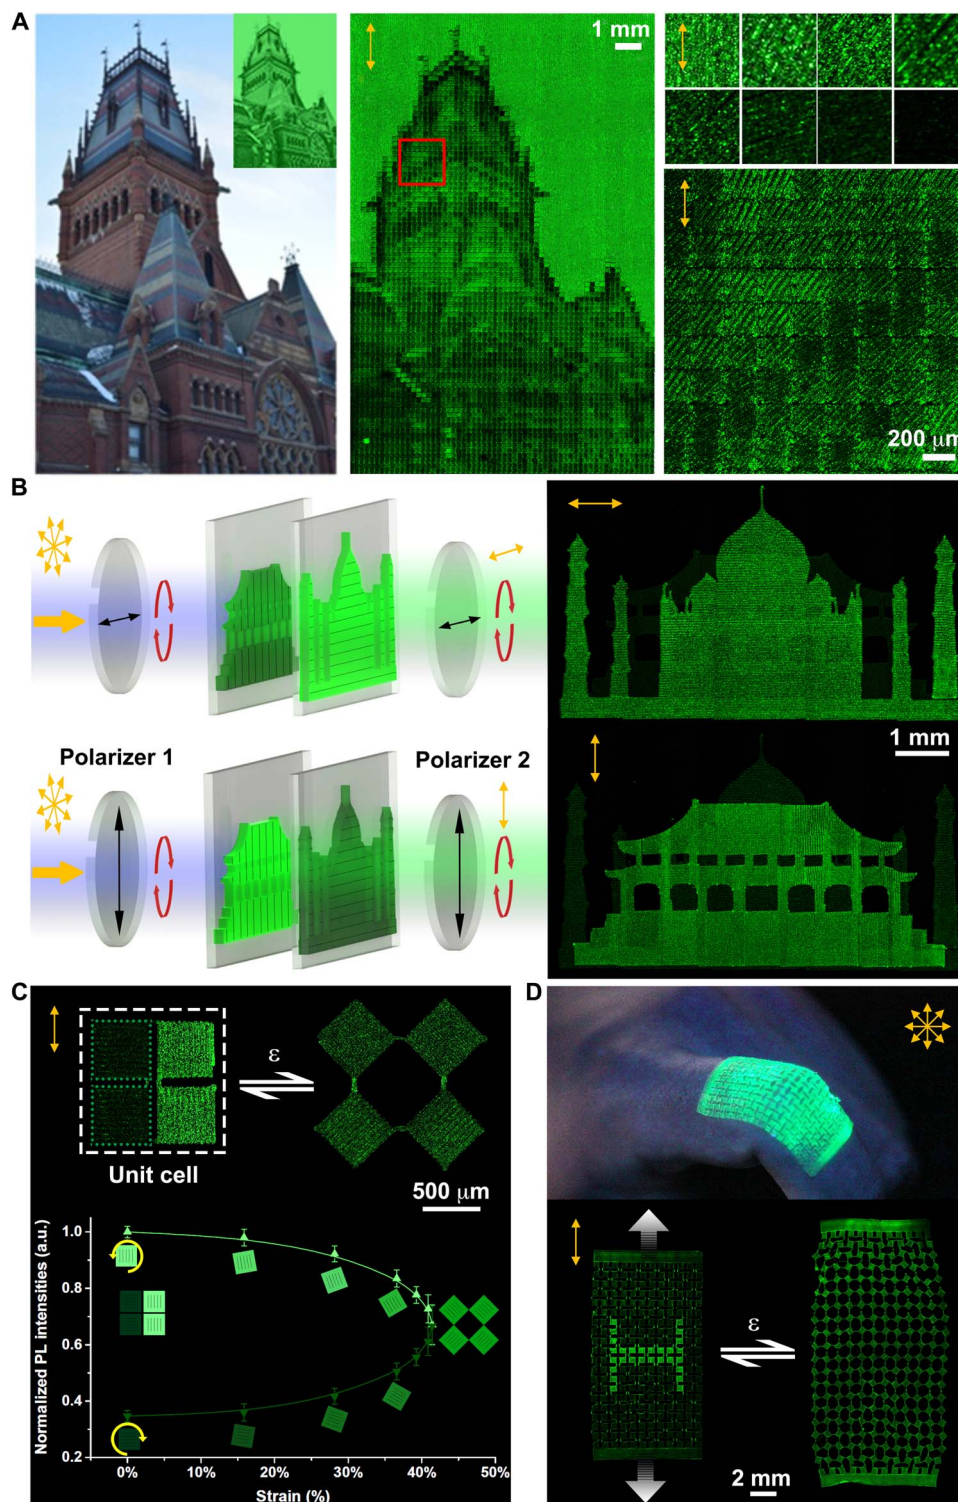 A
1 mm
200 μm
B
Polarizer 1
Polarizer 2
1 mm
C
ε
Unit cell
500 μm
Normalized PL intensities (a.u.)
1.0
0.8
0.6
0.4
0.2
0%
10%
20%
30%
40%
50%
Strain (%)
D
ε
2 mm